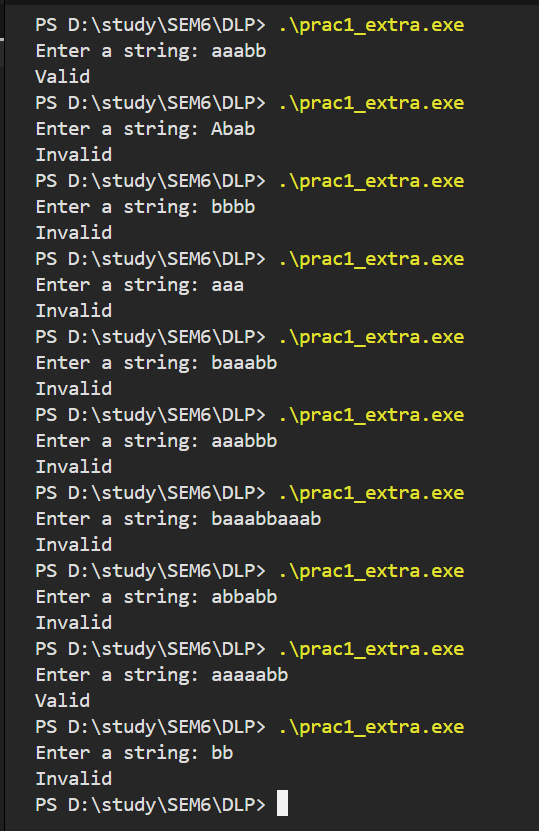 PS D:\study\SEM6\DLP> .\prac1_extra.exe
Enter a string: aaabb
Valid
PS D:\study\SEM6\DLP> .\prac1_extra.exe
Enter a string: Abab
Invalid
PS D:\study\SEM6\DLP> .\prac1_extra.exe
Enter a string: bbbb
Invalid
PS D:\study\SEM6\DLP> .\prac1_extra.exe
Enter a string: aaa
Invalid
PS D:\study\SEM6\DLP> .\prac1_extra.exe
Enter a string: baaabb
Invalid
PS D:\study\SEM6\DLP> .\prac1_extra.exe
Enter a string: aaabbb
Invalid
PS D:\study\SEM6\DLP> .\prac1_extra.exe
Enter a string: baaabbaaab
Invalid
PS D:\study\SEM6\DLP> .\prac1_extra.exe
Enter a string: abbabb
Invalid
PS D:\study\SEM6\DLP> .\prac1_extra.exe
Enter a string: aaaaabb
Valid
PS D:\study\SEM6\DLP> .\prac1_extra.exe
Enter a string: bb
Invalid
PS D:\study\SEM6\DLP>